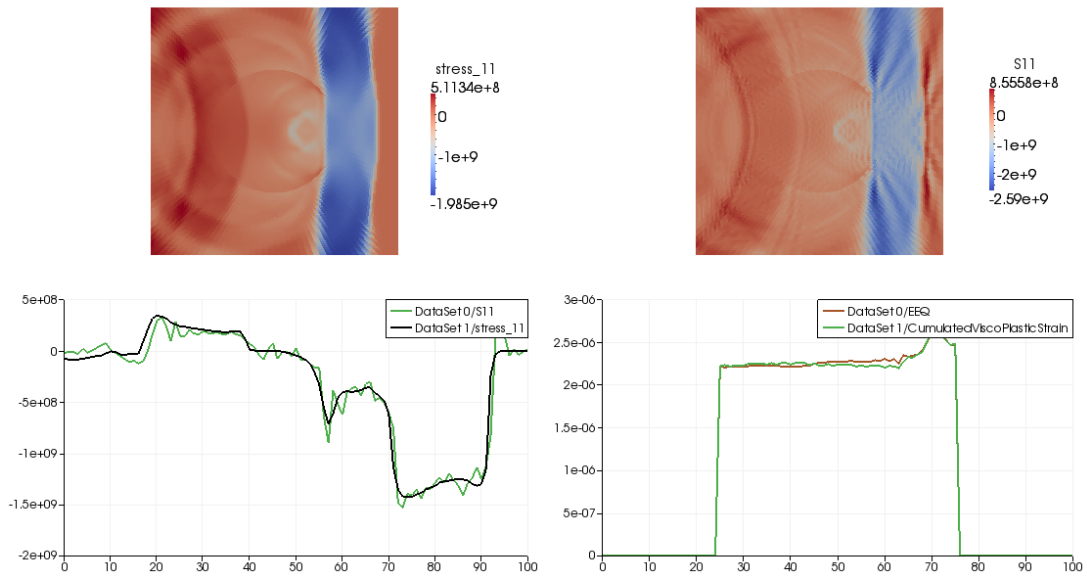 stress_11
5.1134e+8
0
-1e+9
-1.985e+9
S11
8.5558e+8
0
-1e+9
-2e+9
-2.59e+9
5e+08
0
-5e+08
-1e+09
-1.5e+09
-2e+09
DataSet 0/S11
DataSet 1/stress_11
0 10 20 30 40 50 60 70 80 90 100
3e-06
2.5e-06
2e-06
1.5e-06
1e-06
5e-07
0
DataSet 0/EEQ
DataSet 1/CumulatedViscoPlasticStrain
0 10 20 30 40 50 60 70 80 90 100